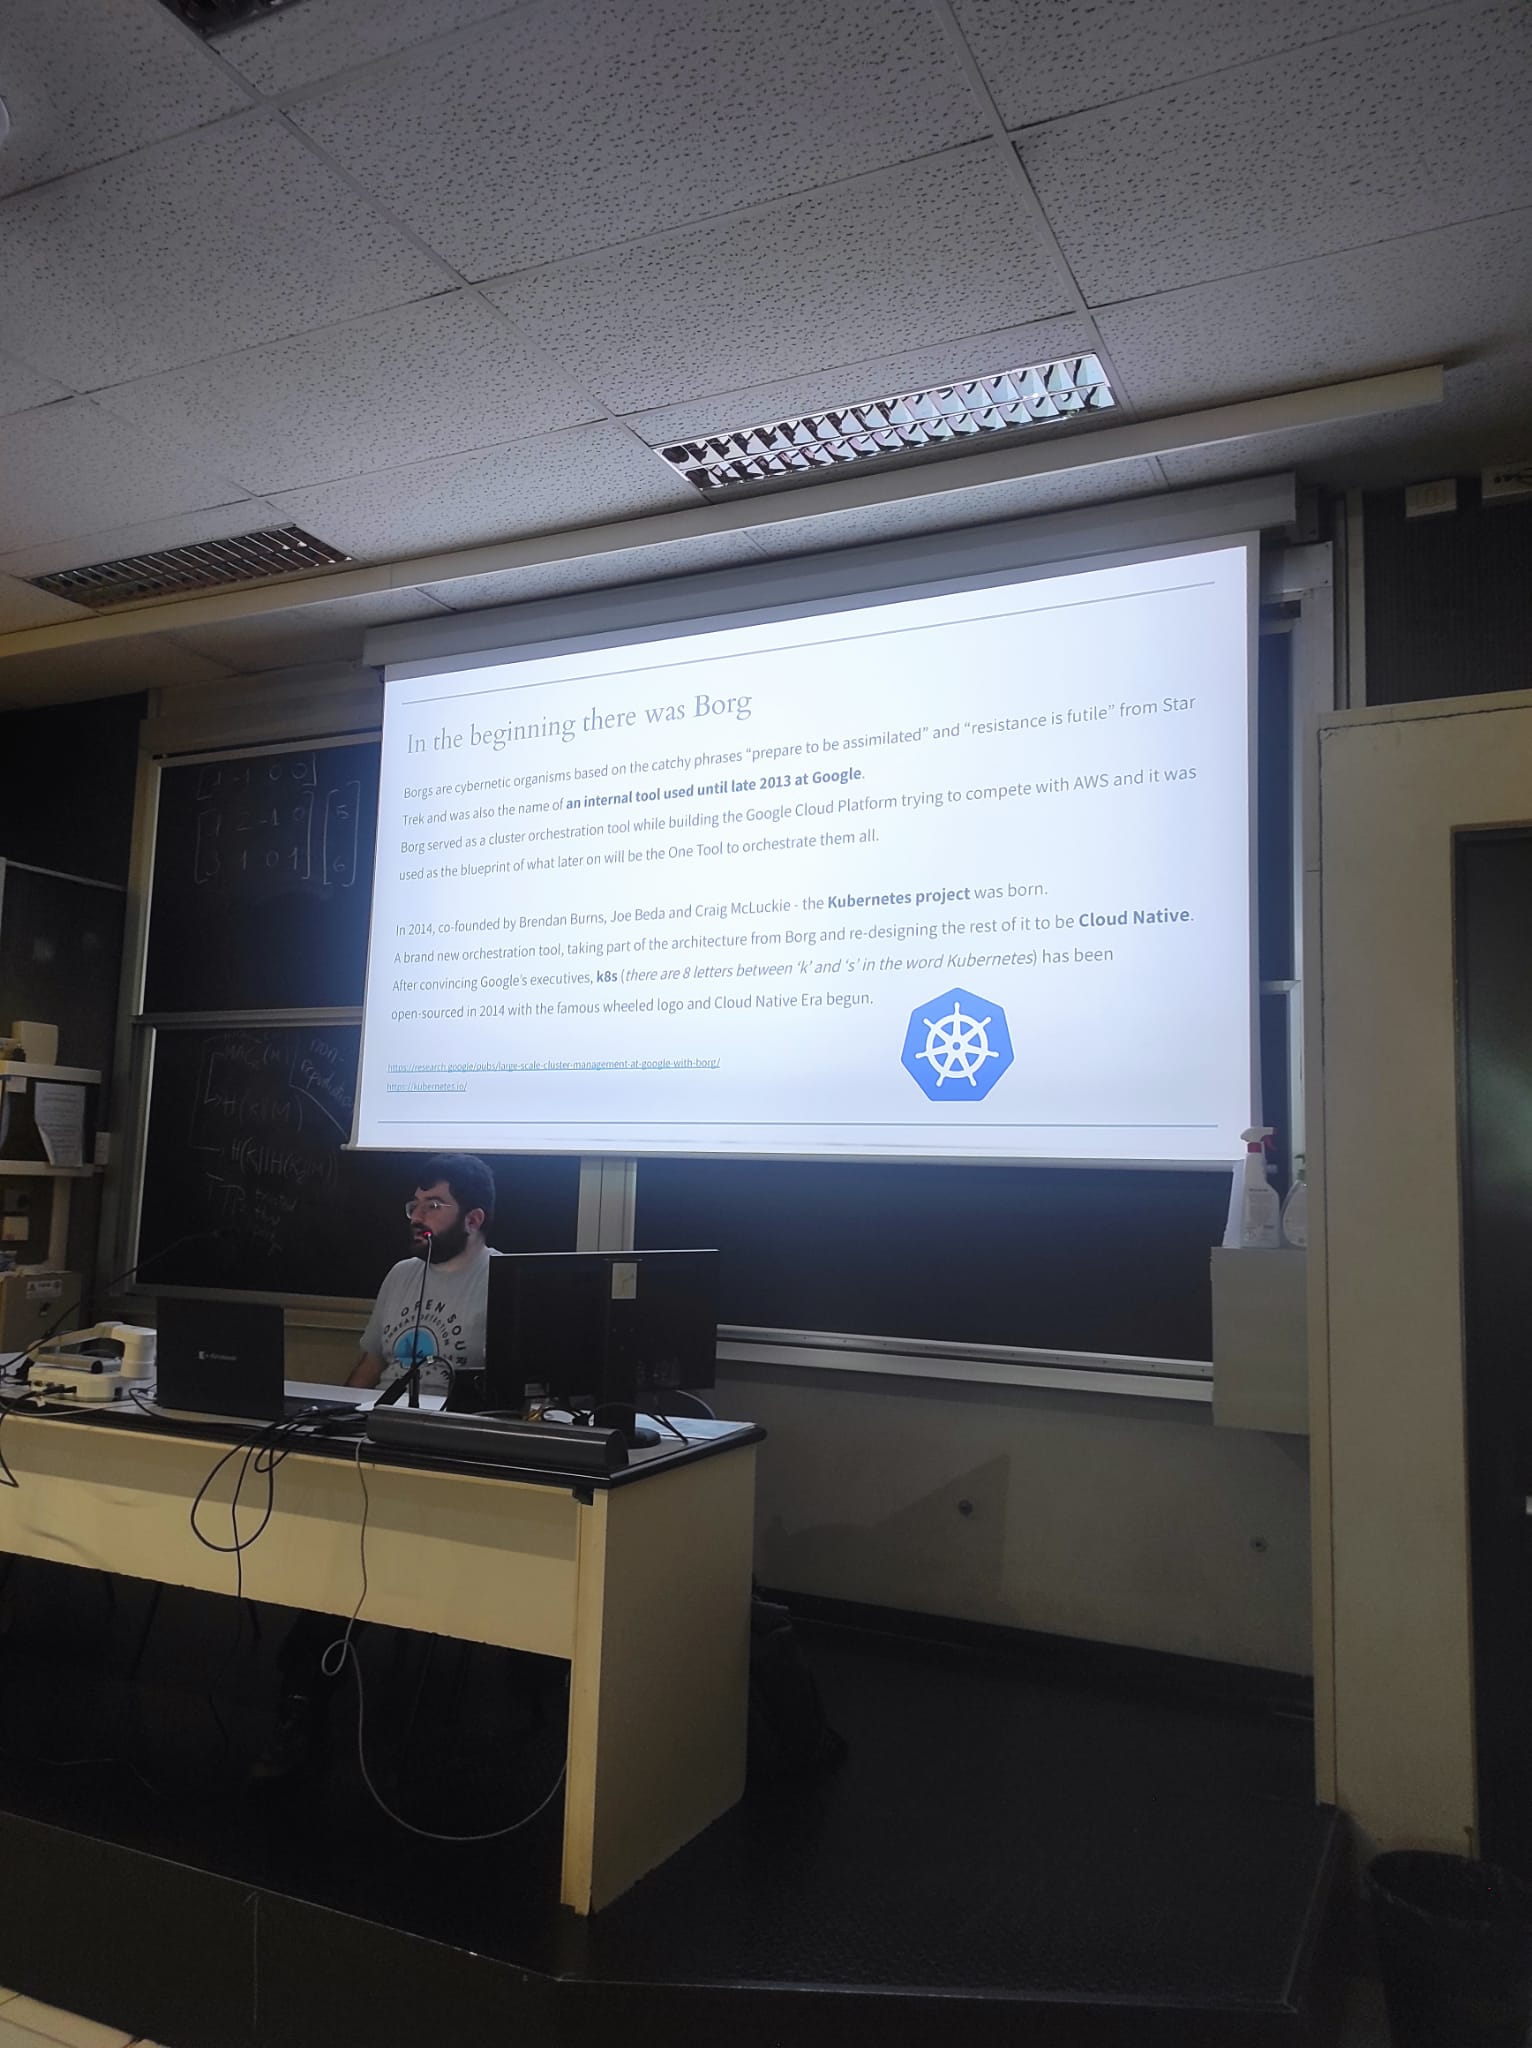 In the beginning there was Borg
Borgs are cybernetic organisms based on the catchy phrases “prepare to be assimilated” and “resistance is futile” from Star
Trek and was also the name of an internal tool used until late 2013 at Google.
Borg served as a cluster orchestration tool while building the Google Cloud Platform trying to compete with AWS and it was
used as the blueprint of what later on will be the One Tool to orchestrate them all.
In 2014, co-founded by Brendan Burns, Joe Beda and Craig McLuckie - the Kubernetes project was born.
A brand new orchestration tool, taking part of the architecture from Borg and re-designing the rest of it to be Cloud Native.
After convincing Google's executives, k8s (there are 8 letters between ‘k’ and ‘s’ in the word Kubernetes) has been
open-sourced in 2014 with the famous wheeled logo and Cloud Native Era begun.
https://research.google/pubs/large-scale-cluster-management-at-google-with-borg/
https://kubernetes.io/
H(K||M)
H(K||H(K||M))
OPEN SOUR
THREAT DETECTION